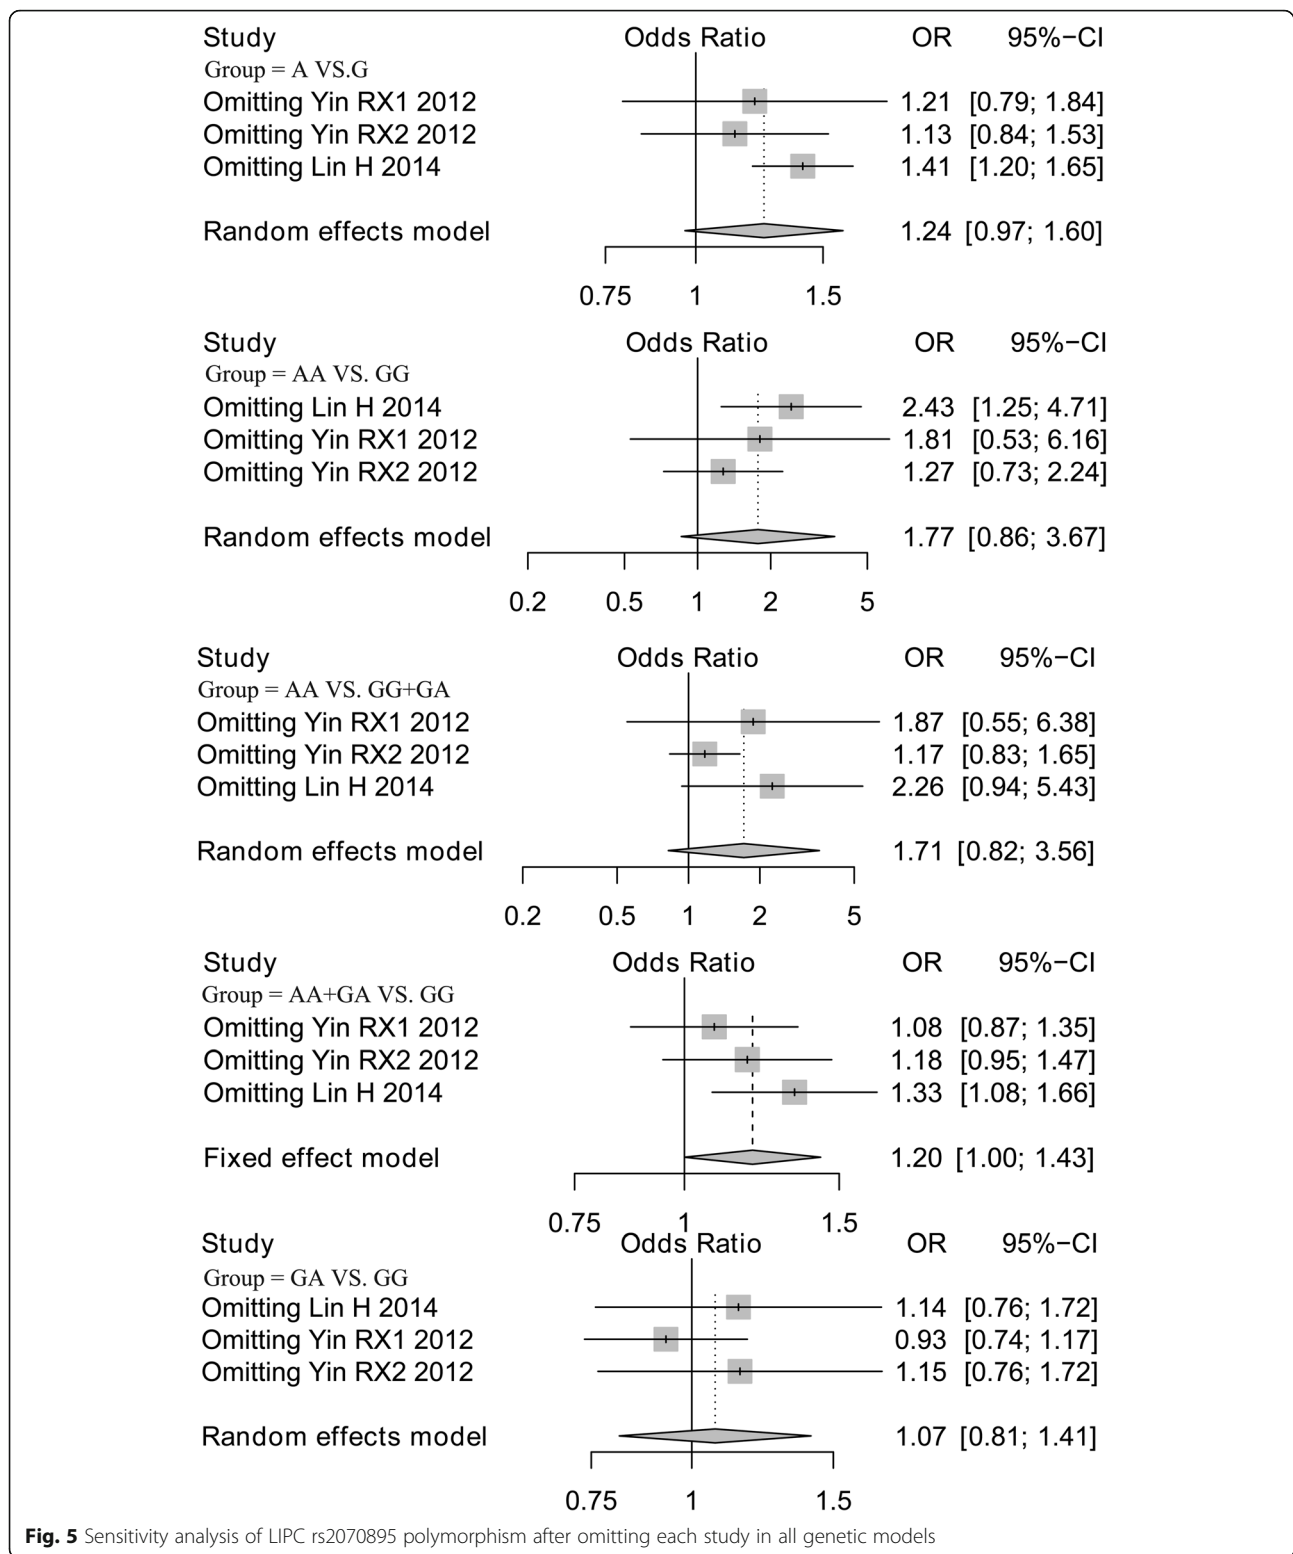 Study Odds Ratio OR 95%−CI
Group = A VS.G
Omitting Yin RX1 2012 1.21 [0.79; 1.84]
Omitting Yin RX2 2012 1.13 [0.84; 1.53]
Omitting Lin H 2014 1.41 [1.20; 1.65]
Random effects model 1.24 [0.97; 1.60]
0.75 1 1.5
Study Odds Ratio OR 95%−CI
Group = AA VS. GG
Omitting Lin H 2014 2.43 [1.25; 4.71]
Omitting Yin RX1 2012 1.81 [0.53; 6.16]
Omitting Yin RX2 2012 1.27 [0.73; 2.24]
Random effects model 1.77 [0.86; 3.67]
0.2 0.5 1 2 5
Study Odds Ratio OR 95%−CI
Group = AA VS. GG+GA
Omitting Yin RX1 2012 1.87 [0.55; 6.38]
Omitting Yin RX2 2012 1.17 [0.83; 1.65]
Omitting Lin H 2014 2.26 [0.94; 5.43]
Random effects model 1.71 [0.82; 3.56]
0.2 0.5 1 2 5
Study Odds Ratio OR 95%−CI
Group = AA+GA VS. GG
Omitting Yin RX1 2012 1.08 [0.87; 1.35]
Omitting Yin RX2 2012 1.18 [0.95; 1.47]
Omitting Lin H 2014 1.33 [1.08; 1.66]
Fixed effect model 1.20 [1.00; 1.43]
0.75 1 1.5
Study Odds Ratio OR 95%−CI
Group = GA VS. GG
Omitting Lin H 2014 1.14 [0.76; 1.72]
Omitting Yin RX1 2012 0.93 [0.74; 1.17]
Omitting Yin RX2 2012 1.15 [0.76; 1.72]
Random effects model 1.07 [0.81; 1.41]
0.75 1 1.5
Fig. 5 Sensitivity analysis of LIPC rs2070895 polymorphism after omitting each study in all genetic models